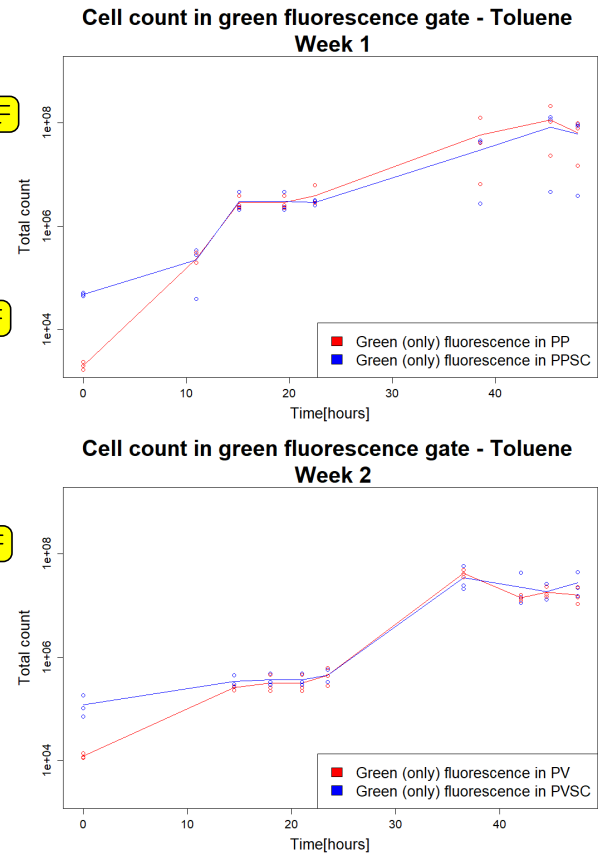 Cell count in green fluorescence gate - Toluene
Week 1
Total count
1e+08
1e+06
1e+04
0 10 20 30 40
Time[hours]
Green (only) fluorescence in PP
Green (only) fluorescence in PPSC
Cell count in green fluorescence gate - Toluene
Week 2
Total count
1e+08
1e+06
1e+04
0 10 20 30 40
Time[hours]
Green (only) fluorescence in PV
Green (only) fluorescence in PVSC